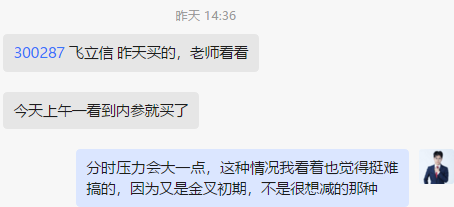 昨天 14:36
300287 飞立信 昨天买的，老师看看
今天上午一看到内参就买了
分时压力会大一点，这种情况我看着也觉得挺难
搞的，因为又是金叉初期，不是很想减的那种